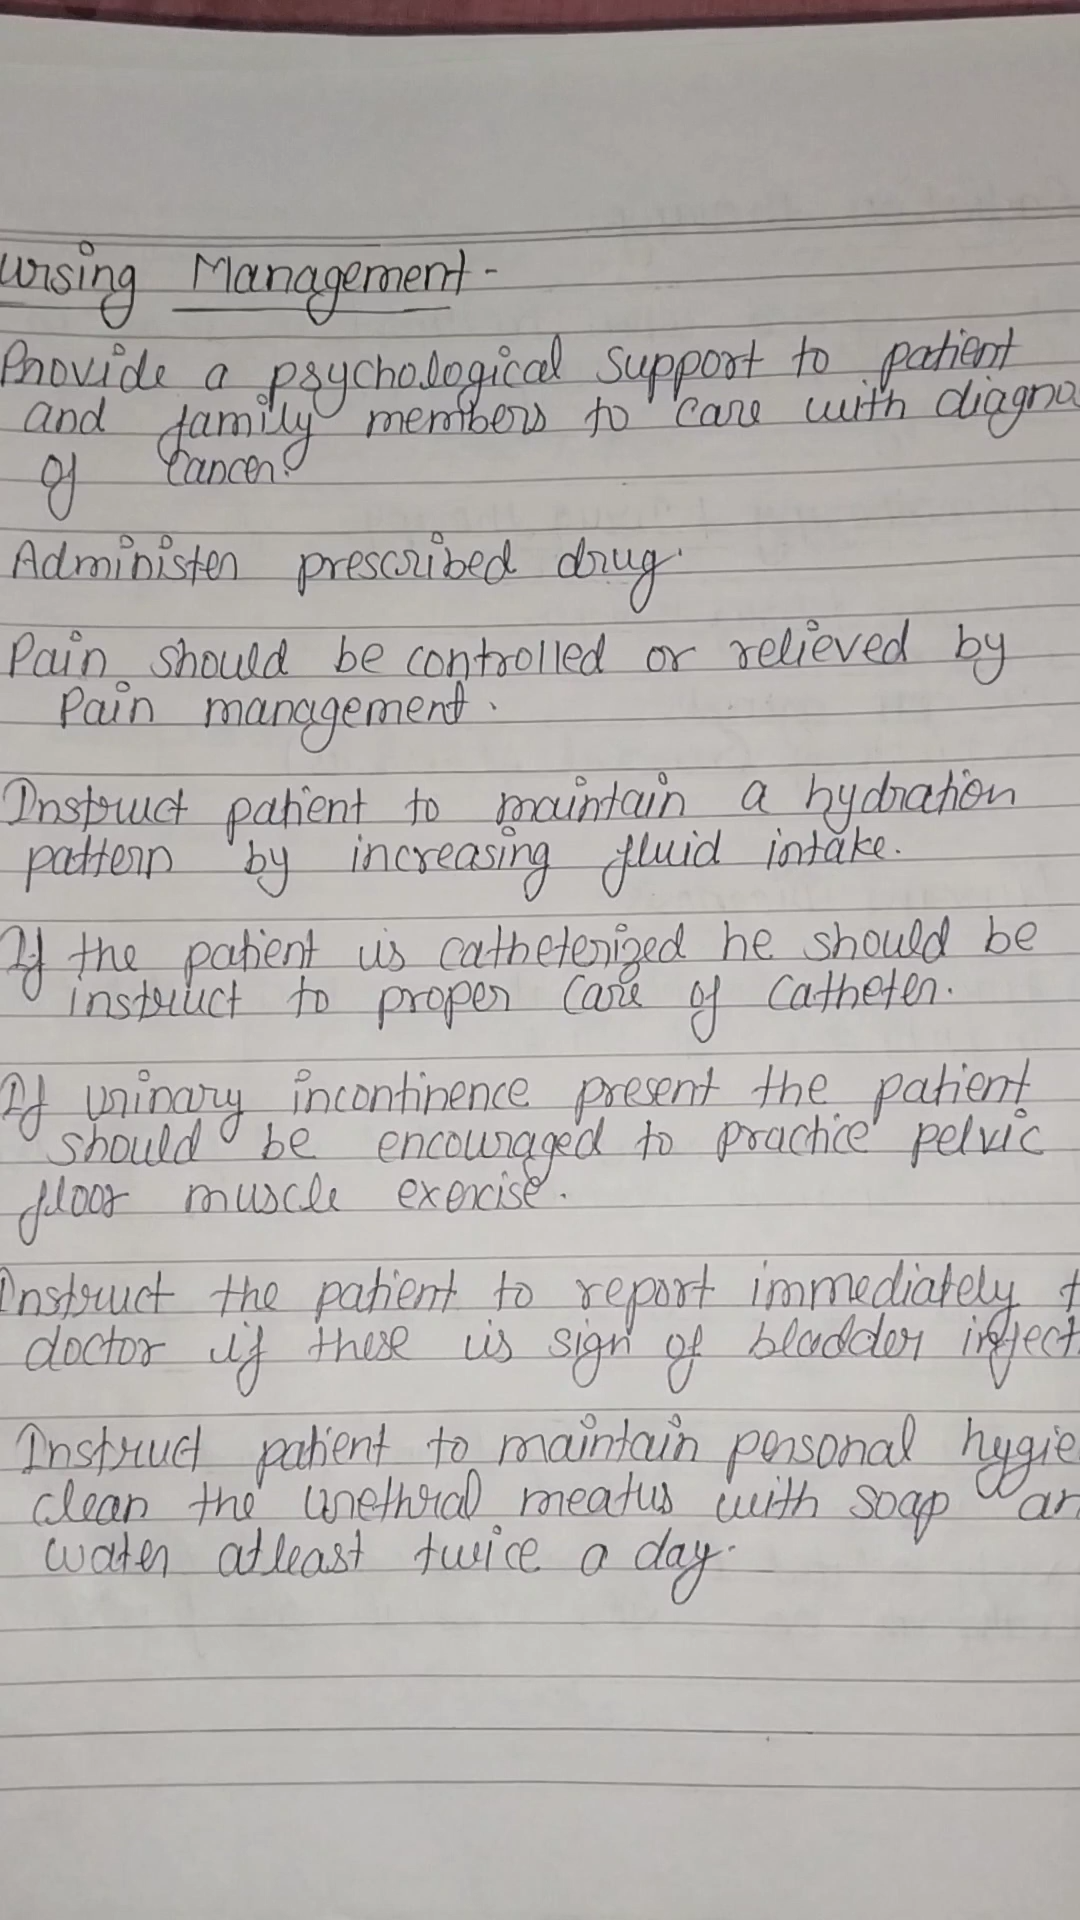 ursing Management -
Provide a psychological support to patient
and family members to care with diagno
of cancer.
Administer prescribed drug.
Pain should be controlled or relieved by
Pain management.
Instruct patient to maintain a hydration
pattern by increasing fluid intake.
If the patient is catheterized he should be
instruct to proper care of catheter.
If urinary incontinence present the patient
should be encouraged to practice pelvic
floor muscle exercise.
Instruct the patient to report immediately t
doctor if there is sign of bladder infect
Instruct patient to maintain personal hygie
clean the urethral meatus with soap an
water atleast twice a day.